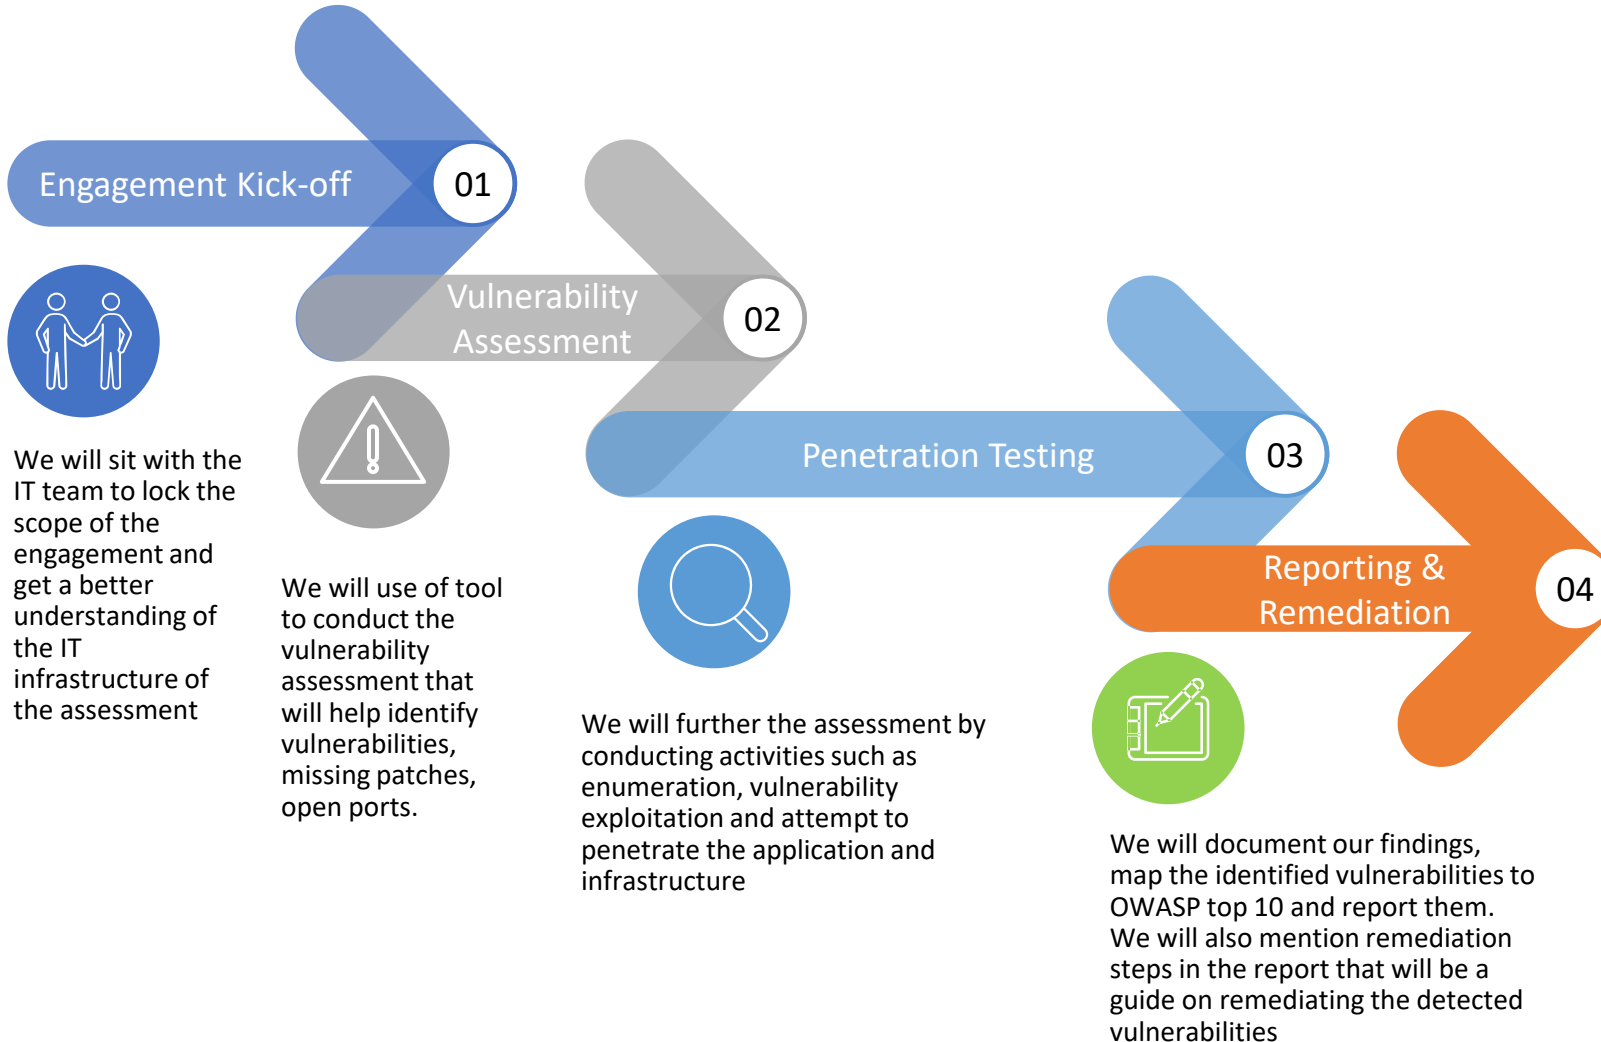 Engagement Kick-off
01
We will sit with the
IT team to lock the
scope of the
engagement and
get a better
understanding of
the IT
infrastructure of
the assessment
Vulnerability
Assessment
02
We will use of tool
to conduct the
vulnerability
assessment that
will help identify
vulnerabilities,
missing patches,
open ports.
Penetration Testing
03
We will further the assessment by
conducting activities such as
enumeration, vulnerability
exploitation and attempt to
penetrate the application and
infrastructure
Reporting &
Remediation
04
We will document our findings,
map the identified vulnerabilities to
OWASP top 10 and report them.
We will also mention remediation
steps in the report that will be a
guide on remediating the detected
vulnerabilities